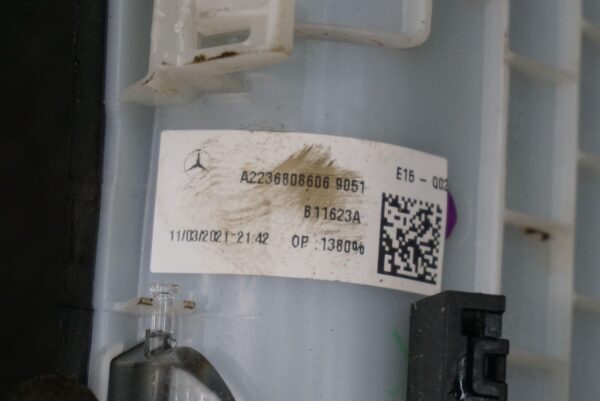 A2236808606 9051
E15 - Q02
B11623A
11/03/2021 21:42
OP : 1380%